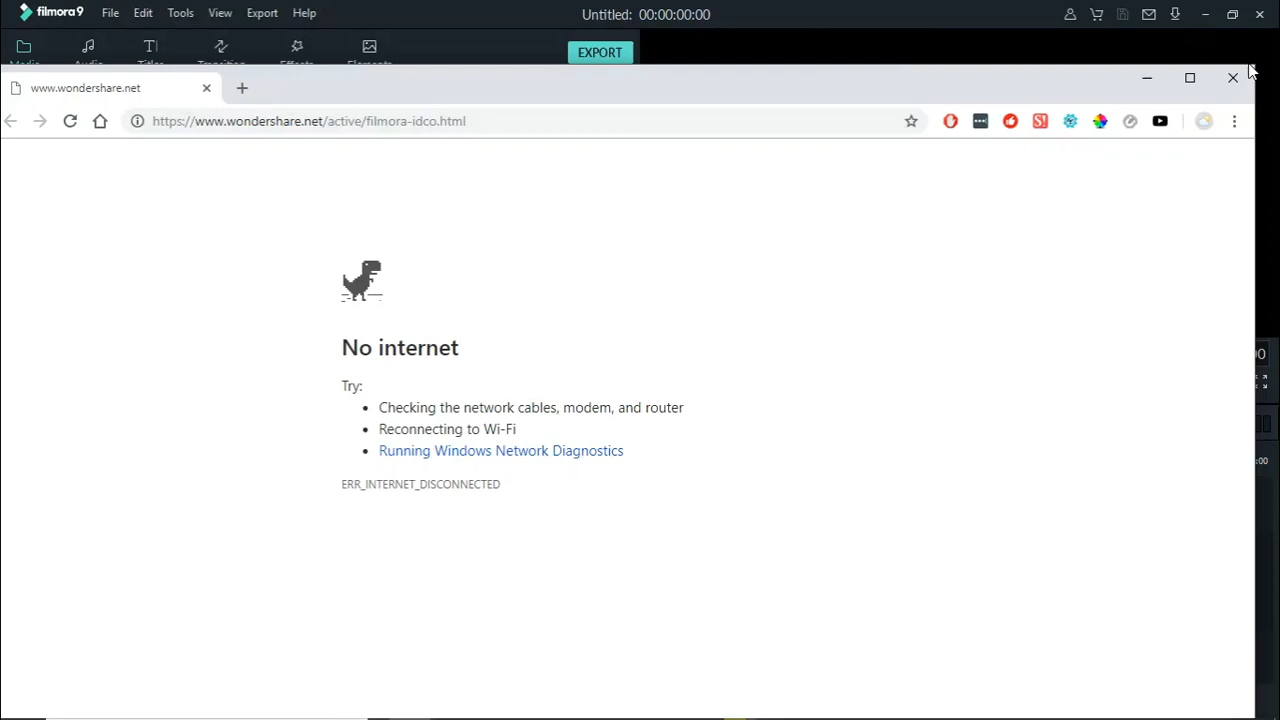 filmora9 File Edit Tools View Export Help Untitled: 00:00:00:00
EXPORT
www.wondershare.net
https://www.wondershare.net/active/filmora-idco.html
No internet
Try:
Checking the network cables, modem, and router
Reconnecting to Wi-Fi
Running Windows Network Diagnostics
ERR_INTERNET_DISCONNECTED